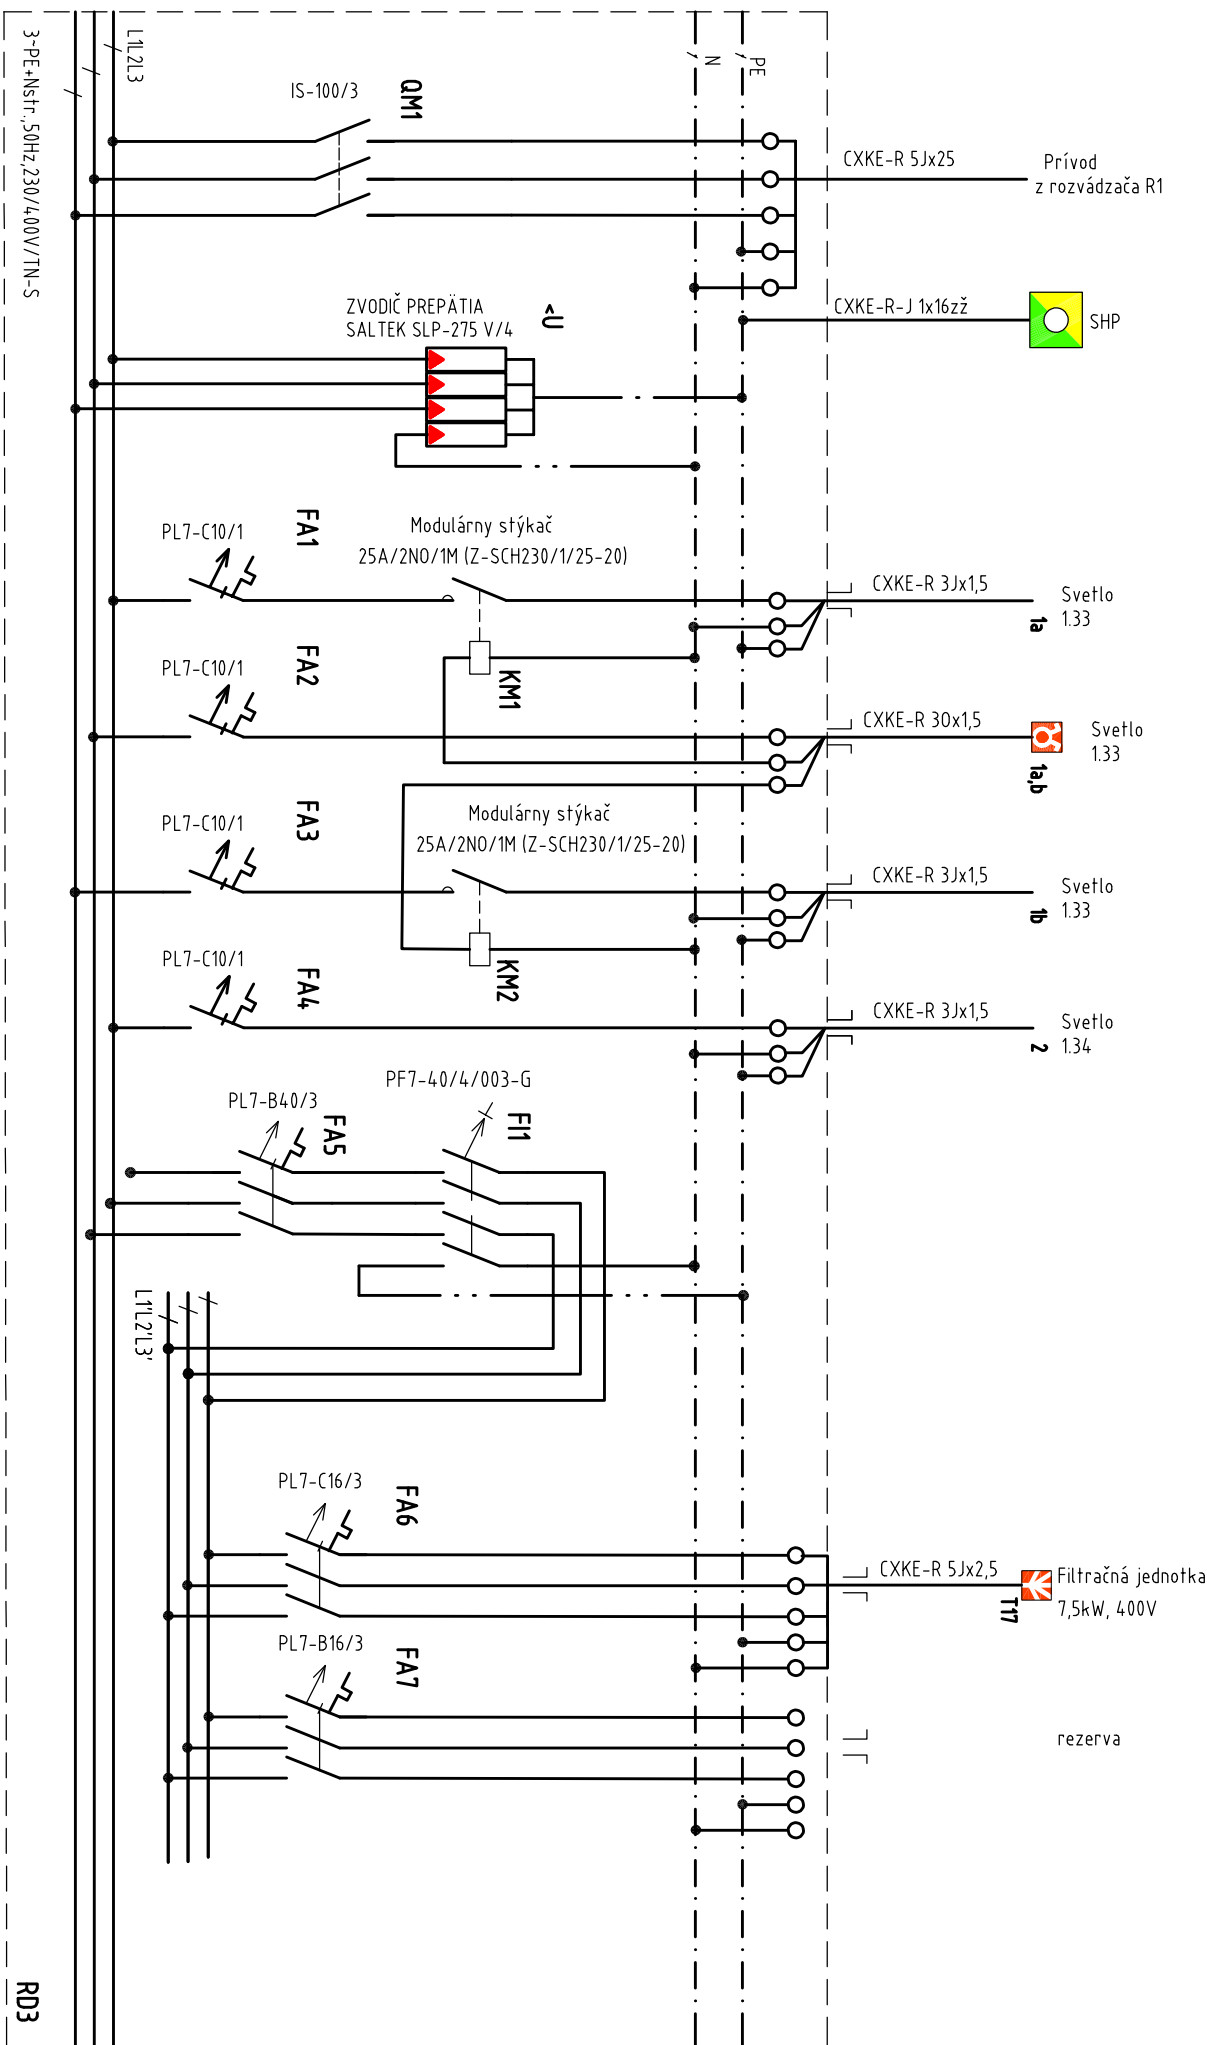 L1L2L3
3~PE+Nstr.,50Hz,230/400V/TN-S
N
PE
IS-100/3
QM1
CXKE-R 5Jx25
Prívod
z rozvádzača R1
ZVODIČ PREPÄTIA
SALTEK SLP-275 V/4
<U
CXKE-R-J 1x16zž
SHP
PL7-C10/1
FA1
Modulárny stýkač
25A/2NO/1M (Z-SCH230/1/25-20)
KM1
CXKE-R 3Jx1,5
1a
Svetlo
1.33
PL7-C10/1
FA2
CXKE-R 3Ox1,5
1a,b
Svetlo
1.33
PL7-C10/1
FA3
Modulárny stýkač
25A/2NO/1M (Z-SCH230/1/25-20)
KM2
CXKE-R 3Jx1,5
1b
Svetlo
1.33
PL7-C10/1
FA4
CXKE-R 3Jx1,5
2
Svetlo
1.34
PL7-B40/3
FA5
PF7-40/4/003-G
FI1
L1'L2'L3'
PL7-C16/3
FA6
CXKE-R 5Jx2,5
T17
Filtračná jednotka
7,5kW, 400V
PL7-B16/3
FA7
rezerva
RD3